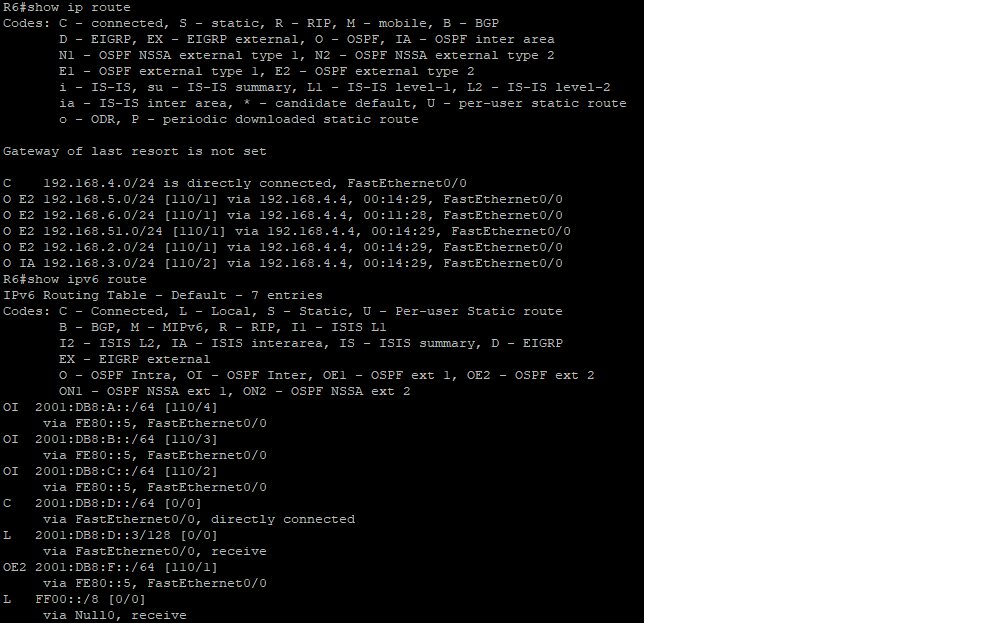 R6#show ip route
Codes: C - connected, S - static, R - RIP, M - mobile, B - BGP
       D - EIGRP, EX - EIGRP external, O - OSPF, IA - OSPF inter area
       N1 - OSPF NSSA external type 1, N2 - OSPF NSSA external type 2
       E1 - OSPF external type 1, E2 - OSPF external type 2
       i - IS-IS, su - IS-IS summary, L1 - IS-IS level-1, L2 - IS-IS level-2
       ia - IS-IS inter area, * - candidate default, U - per-user static route
       o - ODR, P - periodic downloaded static route

Gateway of last resort is not set

C    192.168.4.0/24 is directly connected, FastEthernet0/0
O E2 192.168.5.0/24 [110/1] via 192.168.4.4, 00:14:29, FastEthernet0/0
O E2 192.168.6.0/24 [110/1] via 192.168.4.4, 00:11:28, FastEthernet0/0
O E2 192.168.51.0/24 [110/1] via 192.168.4.4, 00:14:29, FastEthernet0/0
O E2 192.168.2.0/24 [110/1] via 192.168.4.4, 00:14:29, FastEthernet0/0
O IA 192.168.3.0/24 [110/2] via 192.168.4.4, 00:14:29, FastEthernet0/0
R6#show ipv6 route
IPv6 Routing Table - Default - 7 entries
Codes: C - Connected, L - Local, S - Static, U - Per-user Static route
       B - BGP, M - MIPv6, R - RIP, I1 - ISIS L1
       I2 - ISIS L2, IA - ISIS interarea, IS - ISIS summary, D - EIGRP
       EX - EIGRP external
       O - OSPF Intra, OI - OSPF Inter, OE1 - OSPF ext 1, OE2 - OSPF ext 2
       ON1 - OSPF NSSA ext 1, ON2 - OSPF NSSA ext 2
OI  2001:DB8:A::/64 [110/4]
     via FE80::5, FastEthernet0/0
OI  2001:DB8:B::/64 [110/3]
     via FE80::5, FastEthernet0/0
OI  2001:DB8:C::/64 [110/2]
     via FE80::5, FastEthernet0/0
C   2001:DB8:D::/64 [0/0]
     via FastEthernet0/0, directly connected
L   2001:DB8:D::3/128 [0/0]
     via FastEthernet0/0, receive
OE2 2001:DB8:F::/64 [110/1]
     via FE80::5, FastEthernet0/0
L   FF00::/8 [0/0]
     via Null0, receive